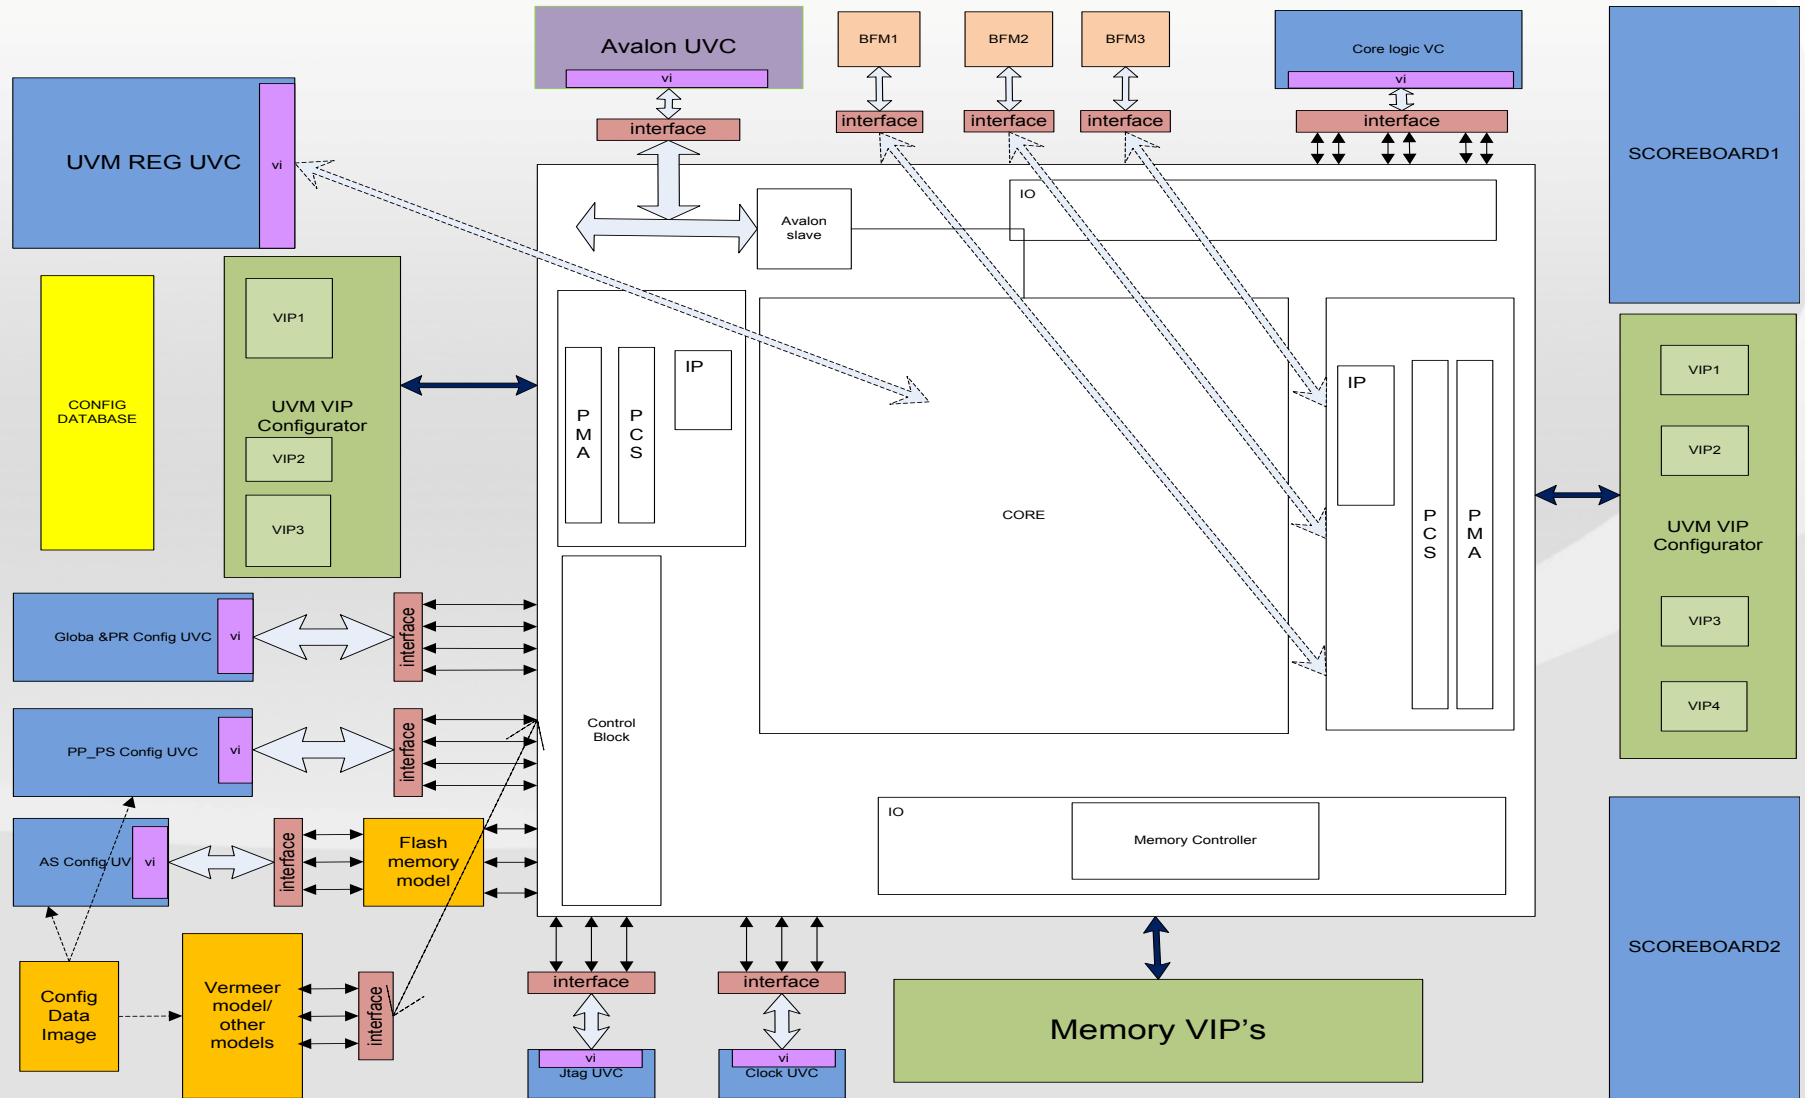 Avalon UVC
vi
interface
BFM1
BFM2
BFM3
interface
interface
interface
Core logic VC
vi
interface
SCOREBOARD1
UVM REG UVC
vi
Avalon
slave
IO
CONFIG
DATABASE
VIP1
UVM VIP
Configurator
VIP2
VIP3
IP
P
M
A
P
C
S
CORE
IP
P
C
S
P
M
A
VIP1
VIP2
UVM VIP
Configurator
VIP3
VIP4
Globa &PR Config UVC
vi
interface
PP_PS Config UVC
vi
interface
Control
Block
AS Config UV
vi
interface
Flash
memory
model
IO
Memory Controller
SCOREBOARD2
Config
Data
Image
Vermeer
model/
other
models
interface
interface
vi
Jtag UVC
interface
vi
Clock UVC
Memory VIP's